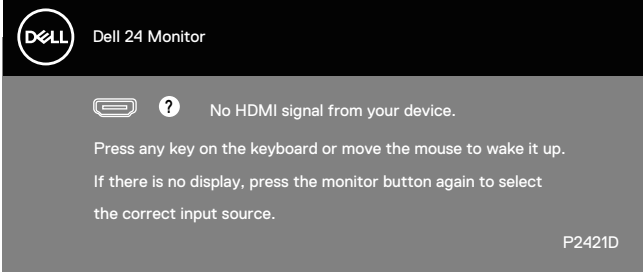 DELL
Dell 24 Monitor
? No HDMI signal from your device.
Press any key on the keyboard or move the mouse to wake it up.
If there is no display, press the monitor button again to select
the correct input source.
P2421D